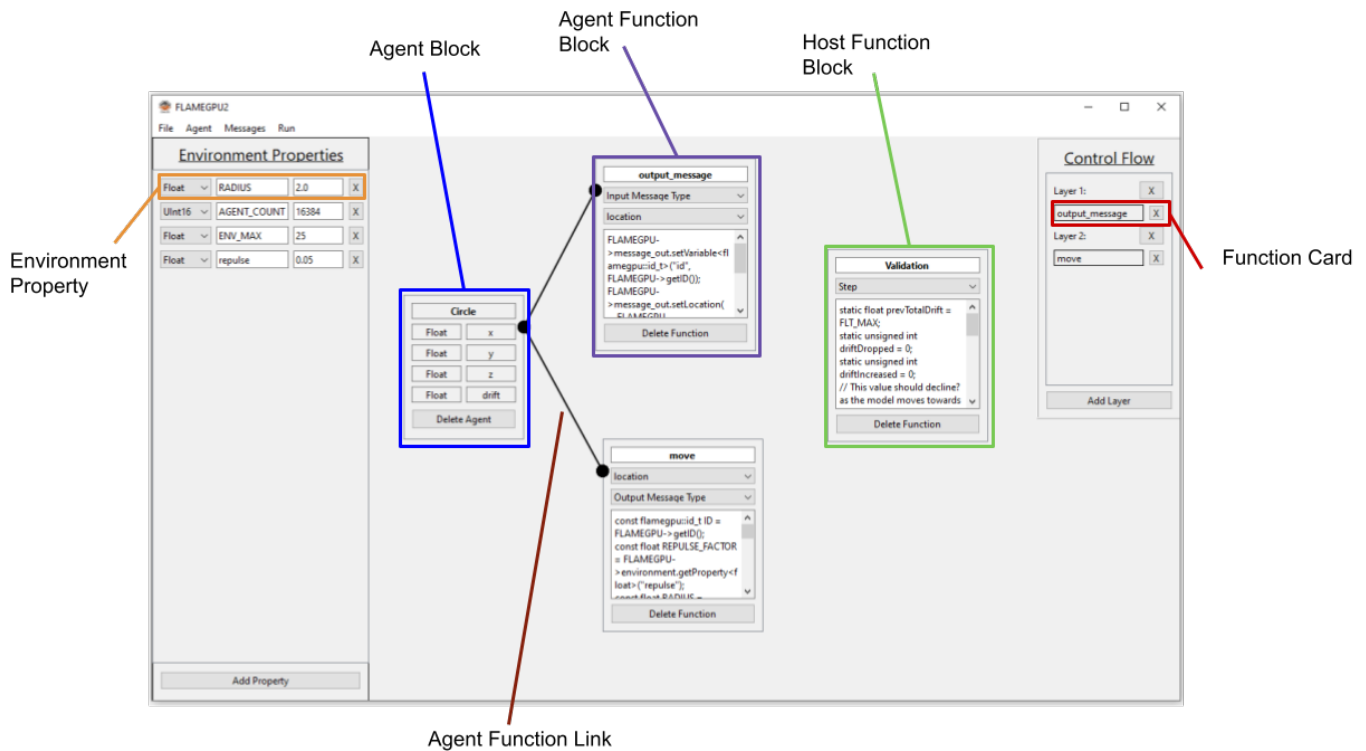 Agent Function
Block
Agent Block
Host Function
Block
FLAMEGPU2
File Agent Messages Run
Environment Properties
Float RADIUS 2.0 X
UInt16 AGENT_COUNT 16384 X
Float ENV_MAX 25 X
Float repulse 0.05 X
Add Property
Environment
Property
Circle
Float x
Float y
Float z
Float drift
Delete Agent
output_message
Input Message Type
location
FLAMEGPU-
>message_out.setVariable<fl
amegpu::id_t>("id",
FLAMEGPU->getID());
FLAMEGPU-
>message_out.setLocation(
FLAMEGPU
Delete Function
move
location
Output Message Type
const flamegpu::id_t ID =
FLAMEGPU->getID();
const float REPULSE_FACTOR
= FLAMEGPU-
>environment.getProperty<f
loat>("repulse");
const float RADIUS =
Delete Function
Validation
Step
static float prevTotalDrift =
FLT_MAX;
static unsigned int
driftDropped = 0;
static unsigned int
driftIncreased = 0;
// This value should decline?
as the model moves towards
Delete Function
Control Flow
Layer 1: X
output_message X
Layer 2: X
move X
Add Layer
Function Card
Agent Function Link